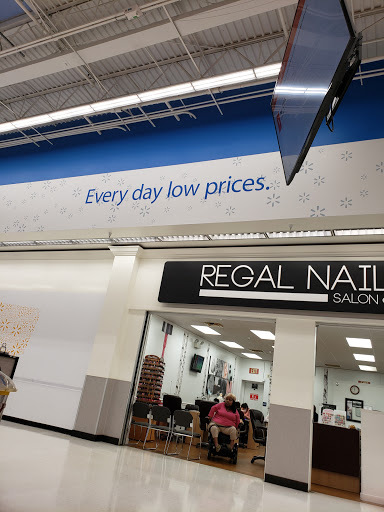 Every day low prices.
REGAL NAIL
SALON